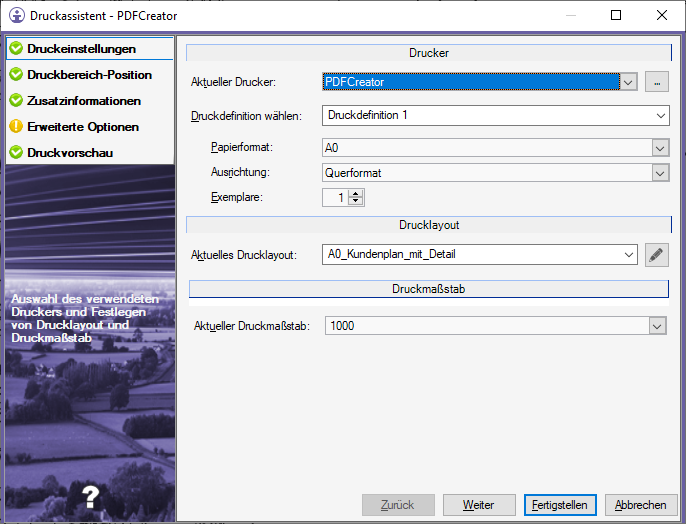 Druckassistent - PDFCreator
Druckeinstellungen
Druckbereich-Position
Zusatzinformationen
Erweiterte Optionen
Druckvorschau
Auswahl des verwendeten
Druckers und Festlegen
von Drucklayout und
Druckmaßstab
?
Drucker
Aktueller Drucker: PDFCreator ...
Druckdefinition wählen: Druckdefinition 1
Papierformat: A0
Ausrichtung: Querformat
Exemplare: 1
Drucklayout
Aktuelles Drucklayout: A0_Kundenplan_mit_Detail
Druckmaßstab
Aktueller Druckmaßstab: 1000
Zurück Weiter Fertigstellen Abbrechen